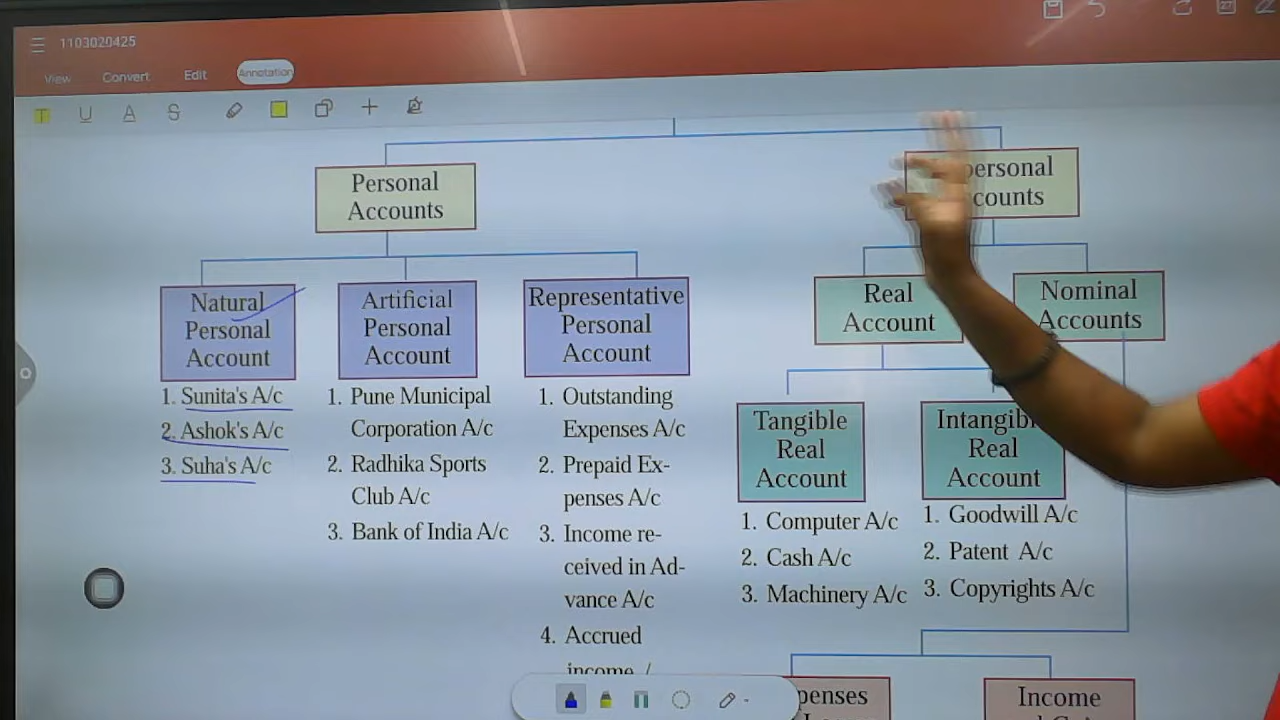 1103020425
View Convert Edit Annotation
Personal
Accounts
personal
counts
Natural
Personal
Account
1. Sunita's A/c
2. Ashok's A/c
3. Suha's A/c
Artificial
Personal
Account
1. Pune Municipal
Corporation A/c
2. Radhika Sports
Club A/c
3. Bank of India A/c
Representative
Personal
Account
1. Outstanding
Expenses A/c
2. Prepaid Ex-
penses A/c
3. Income re-
ceived in Ad-
vance A/c
4. Accrued
income /
Real
Account
Nominal
Accounts
Tangible
Real
Account
1. Computer A/c
2. Cash A/c
3. Machinery A/c
Intangib
Real
Account
1. Goodwill A/c
2. Patent A/c
3. Copyrights A/c
penses
Income